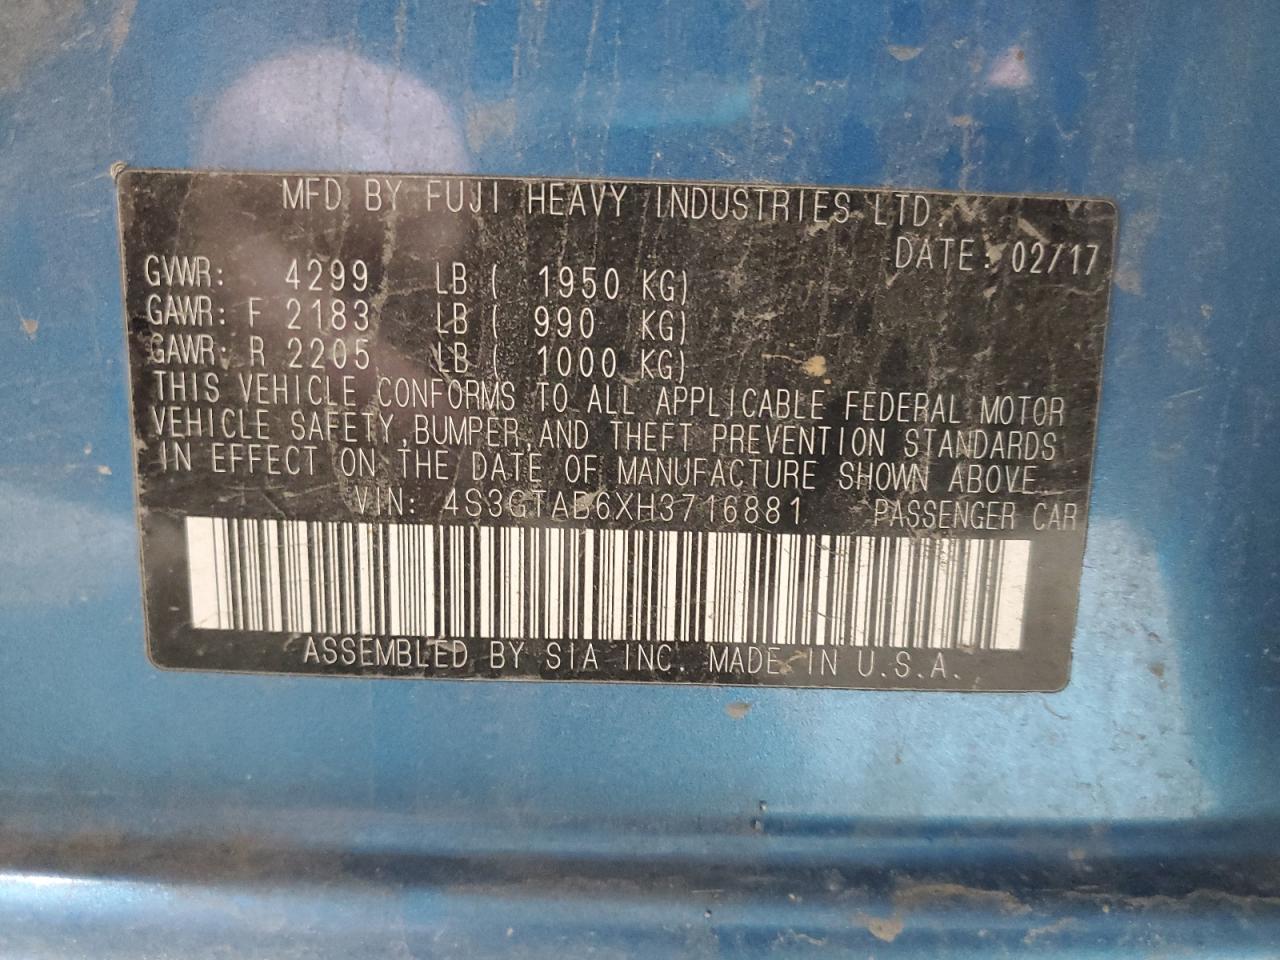 MFD BY FUJI HEAVY INDUSTRIES LTD.
DATE: 02/17
GVWR: 4299 LB ( 1950 KG)
GAWR: F 2183 LB ( 990 KG)
GAWR: R 2205 LB ( 1000 KG)
THIS VEHICLE CONFORMS TO ALL APPLICABLE FEDERAL MOTOR
VEHICLE SAFETY,BUMPER,AND THEFT PREVENTION STANDARDS
IN EFFECT ON THE DATE OF MANUFACTURE SHOWN ABOVE.
VIN: 4S3GTAB6XH3716881 PASSENGER CAR
ASSEMBLED BY SIA INC. MADE IN U.S.A.